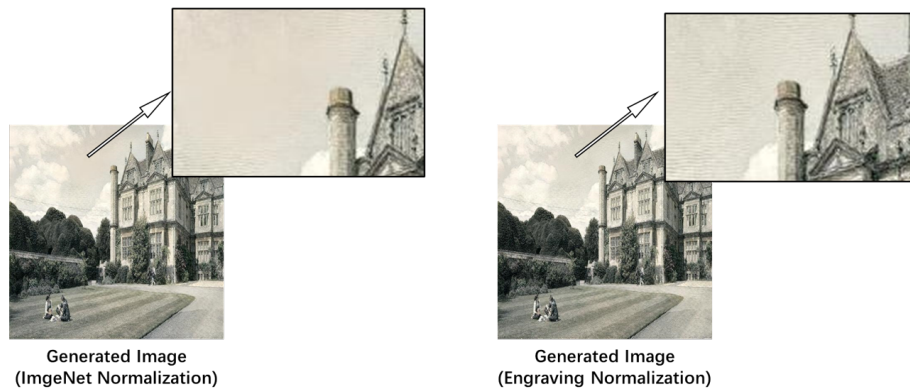 Generated Image
(ImgeNet Normalization)
Generated Image
(Engraving Normalization)